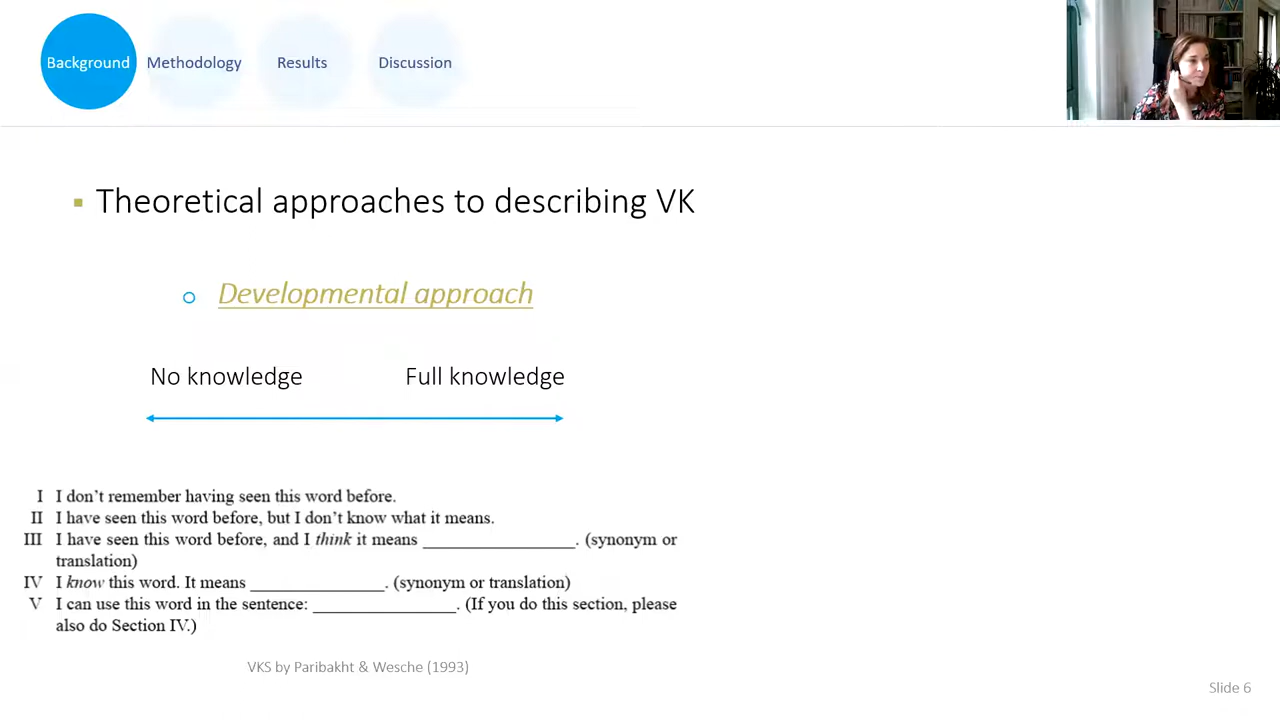 Background Methodology Results Discussion
Theoretical approaches to describing VK
Developmental approach
No knowledge Full knowledge
I I don't remember having seen this word before.
II I have seen this word before, but I don't know what it means.
III I have seen this word before, and I think it means ________________. (synonym or
translation)
IV I know this word. It means ______________. (synonym or translation)
V I can use this word in the sentence: _______________. (If you do this section, please
also do Section IV.)
VKS by Paribakht & Wesche (1993)
Slide 6